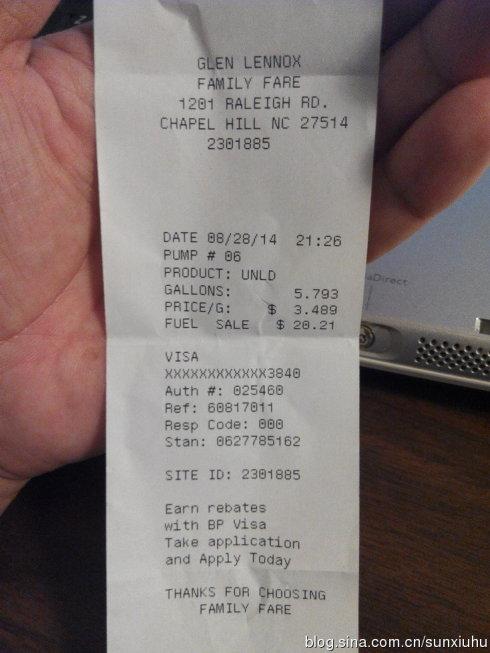 GLEN LENNOX
FAMILY FARE
1201 RALEIGH RD.
CHAPEL HILL NC 27514
2301885
DATE 08/28/14 21:26
PUMP # 06
PRODUCT: UNLD
GALLONS: 5.793
PRICE/G: $ 3.489
FUEL SALE $ 20.21
VISA
XXXXXXXXXXXX3840
Auth #: 025460
Ref: 60817011
Resp Code: 000
Stan: 0627785162
SITE ID: 2301885
Earn rebates
with BP Visa
Take application
and Apply Today
THANKS FOR CHOOSING
FAMILY FARE
aDirect
blog.sina.com.cn/sunxiuhu